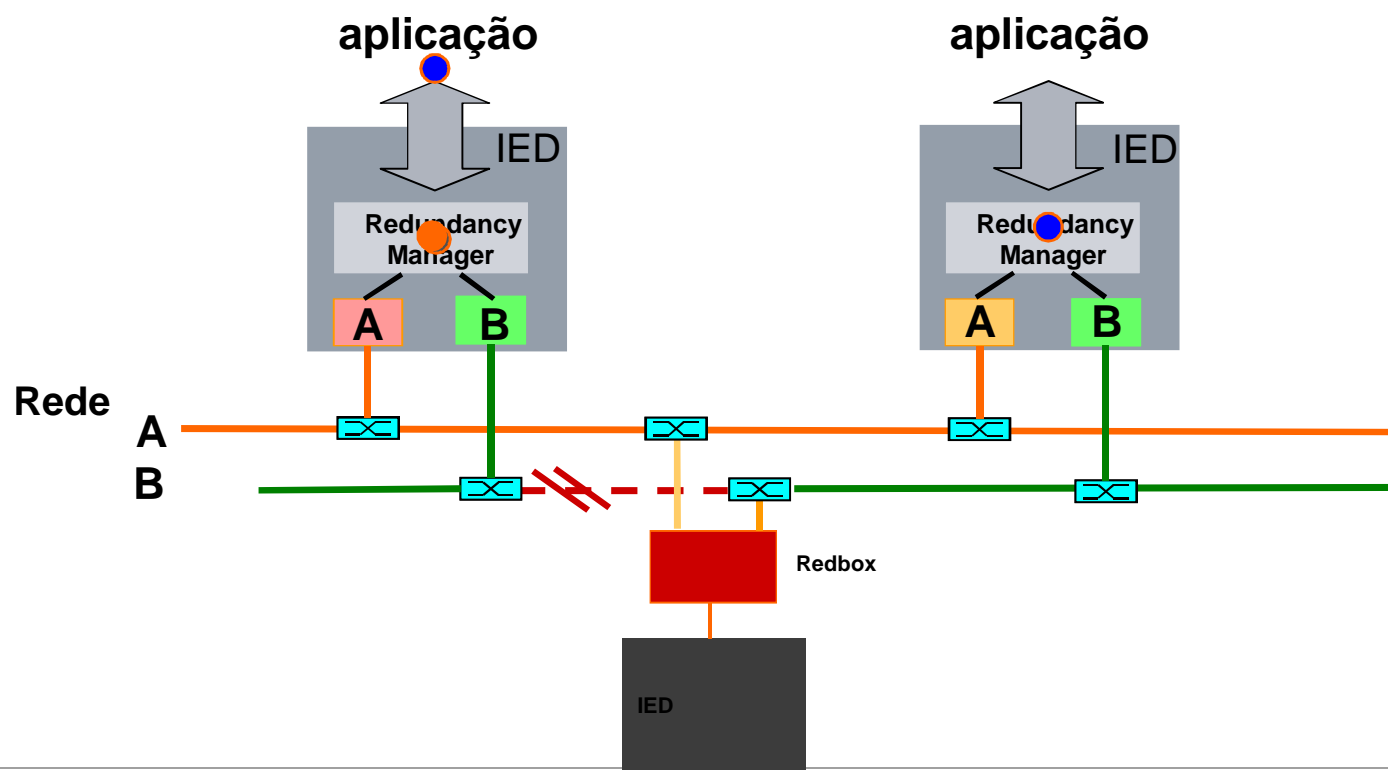 aplicação
aplicação
IED
IED
Redundancy
Manager
Redundancy
Manager
A
B
A
B
Rede
A
B
Redbox
IED